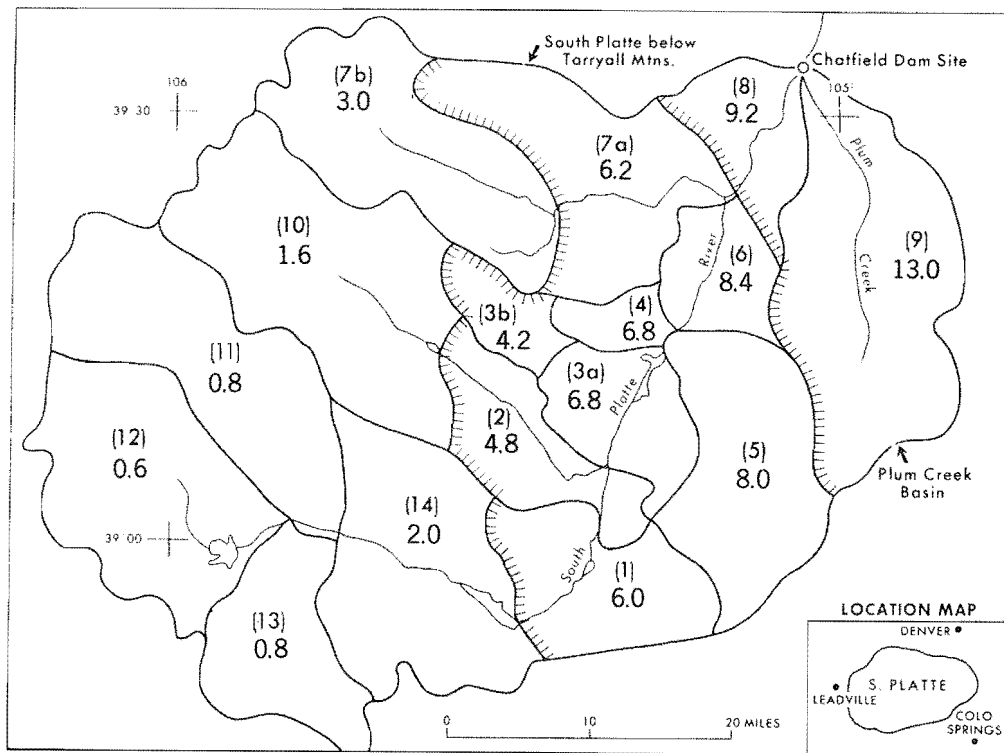 South Platte below
Tarryall Mtns.
Chatfield Dam Site
106
39 30
105
(7b)
3.0
(8)
9.2
(7a)
6.2
Plum
Creek
(10)
1.6
River
(6)
8.4
(9)
13.0
(3b)
4.2
(4)
6.8
(11)
0.8
(3a)
6.8
Platte
(2)
4.8
(12)
0.6
(5)
8.0
Plum Creek
Basin
(14)
2.0
39 00
South
(1)
6.0
(13)
0.8
LOCATION MAP
DENVER
S. PLATTE
LEADVILLE
COLO
SPRINGS
0 10 20 MILES